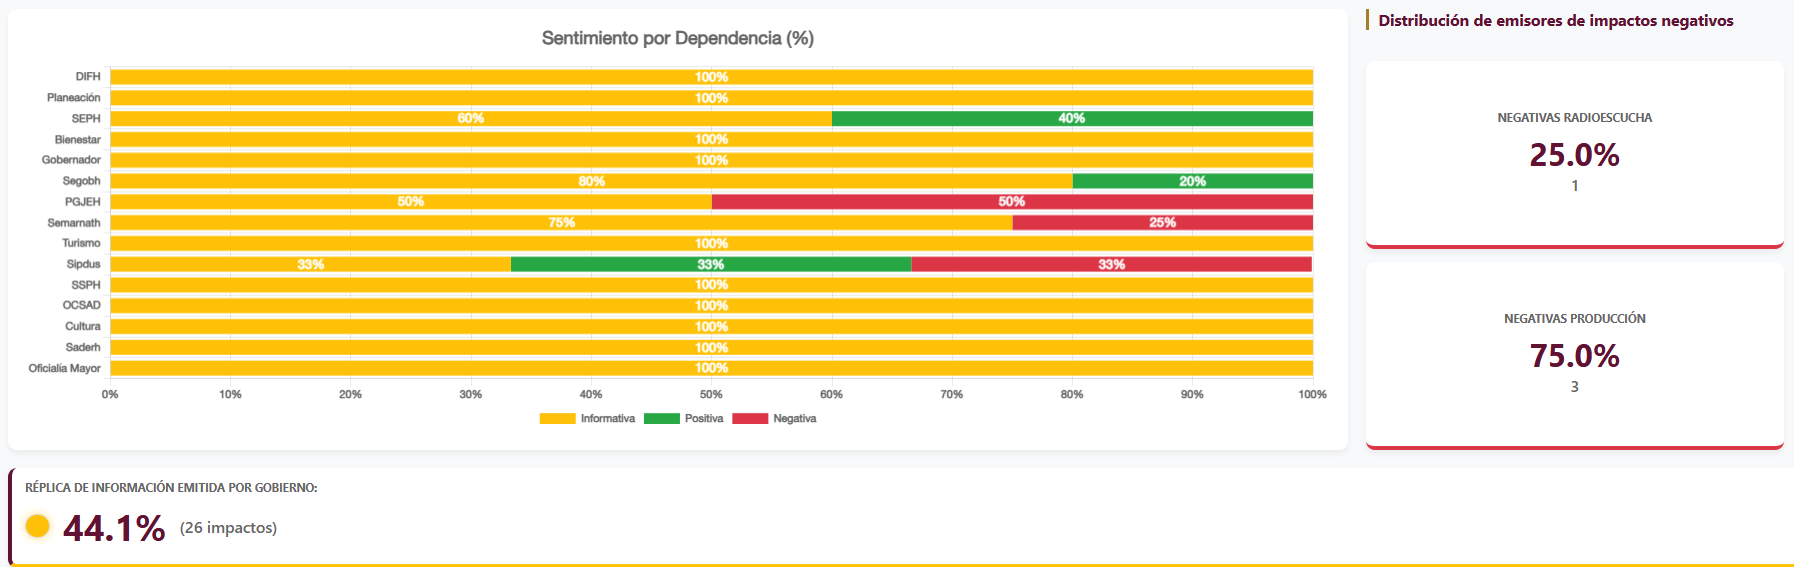 Sentimiento por Dependencia (%)
DIFH 100%
Planeación 100%
SEPH 60% 40%
Bienestar 100%
Gobernador 100%
Segobh 80% 20%
PGJEH 50% 50%
Semarnath 75% 25%
Turismo 100%
Sipdus 33% 33% 33%
SSPH 100%
OCSAD 100%
Cultura 100%
Saderh 100%
Oficialía Mayor 100%
0% 10% 20% 30% 40% 50% 60% 70% 80% 90% 100%
Informativa Positiva Negativa
Distribución de emisores de impactos negativos
NEGATIVAS RADIOESCUCHA
25.0%
1
NEGATIVAS PRODUCCIÓN
75.0%
3
RÉPLICA DE INFORMACIÓN EMITIDA POR GOBIERNO:
44.1% (26 impactos)